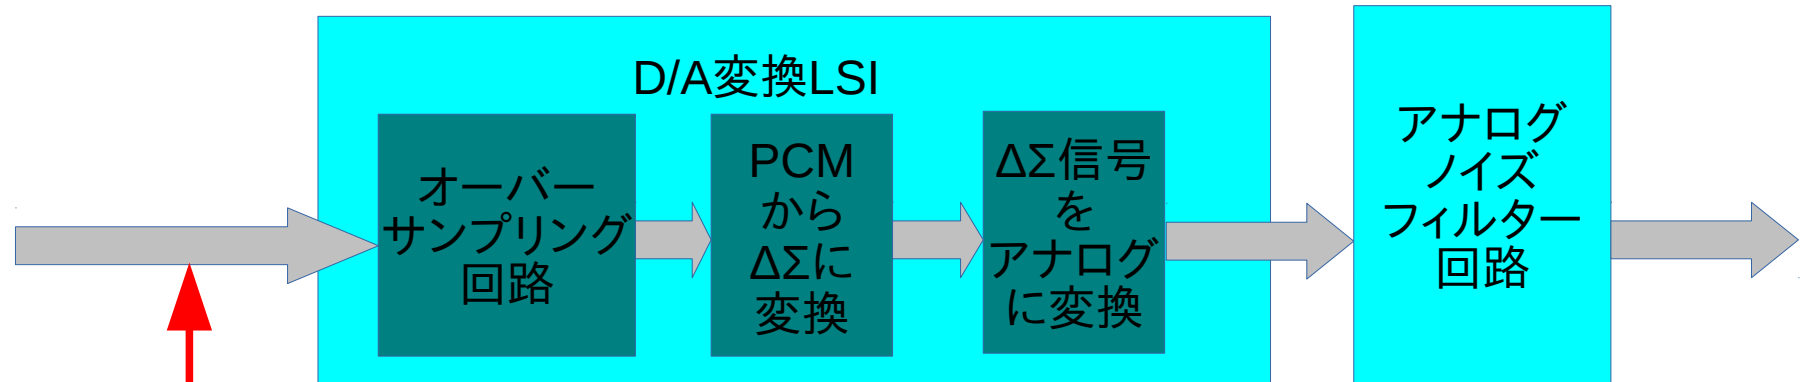 D/A変換LSI
オーバー
サンプリング
回路
PCM
から
ΔΣに
変換
ΔΣ信号
を
アナログ
に変換
アナログ
ノイズ
フィルター
回路